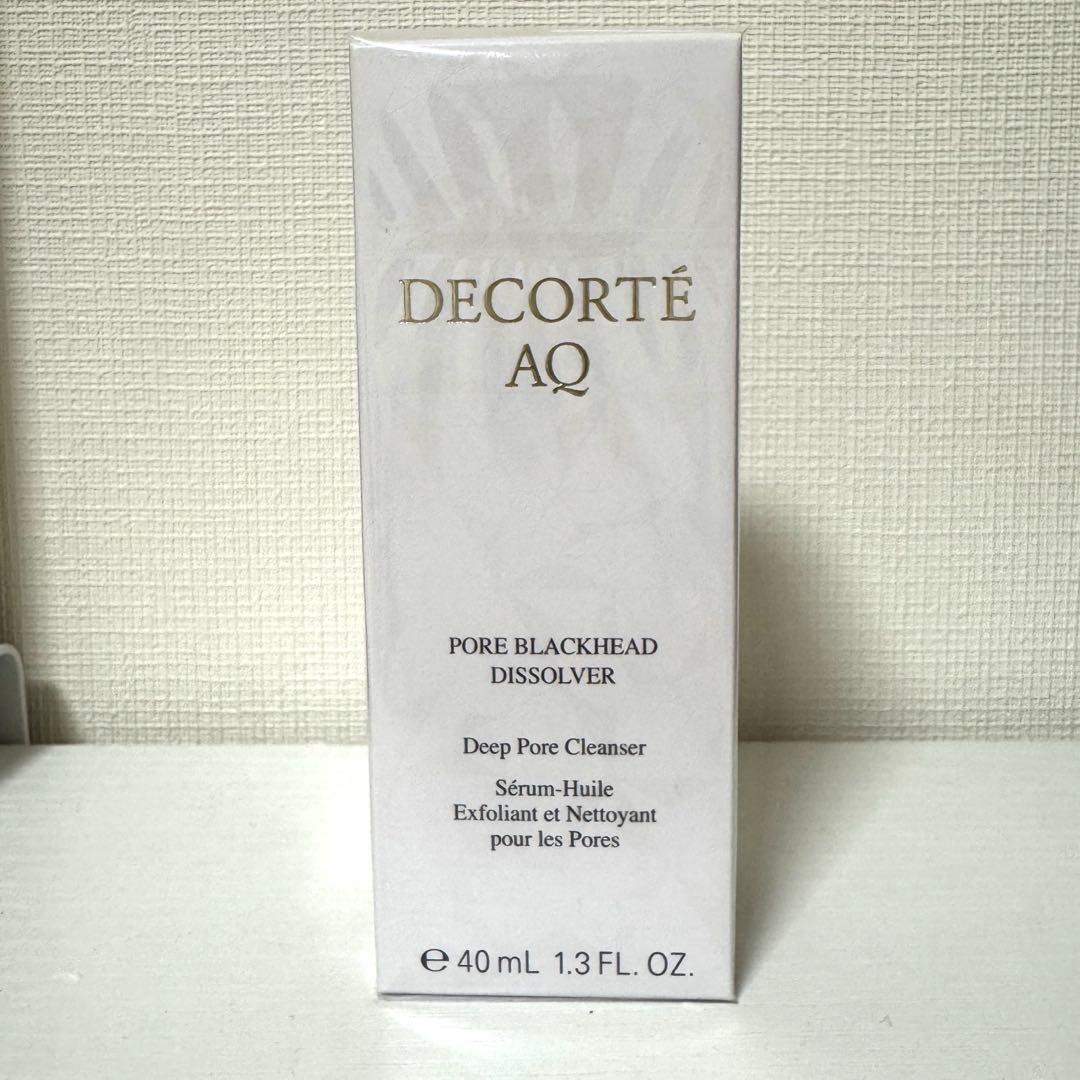 DECORTÉ
AQ
PORE BLACKHEAD
DISSOLVER
Deep Pore Cleanser
Sérum-Huile
Exfoliant et Nettoyant
pour les Pores
℮ 40 mL 1.3 FL. OZ.